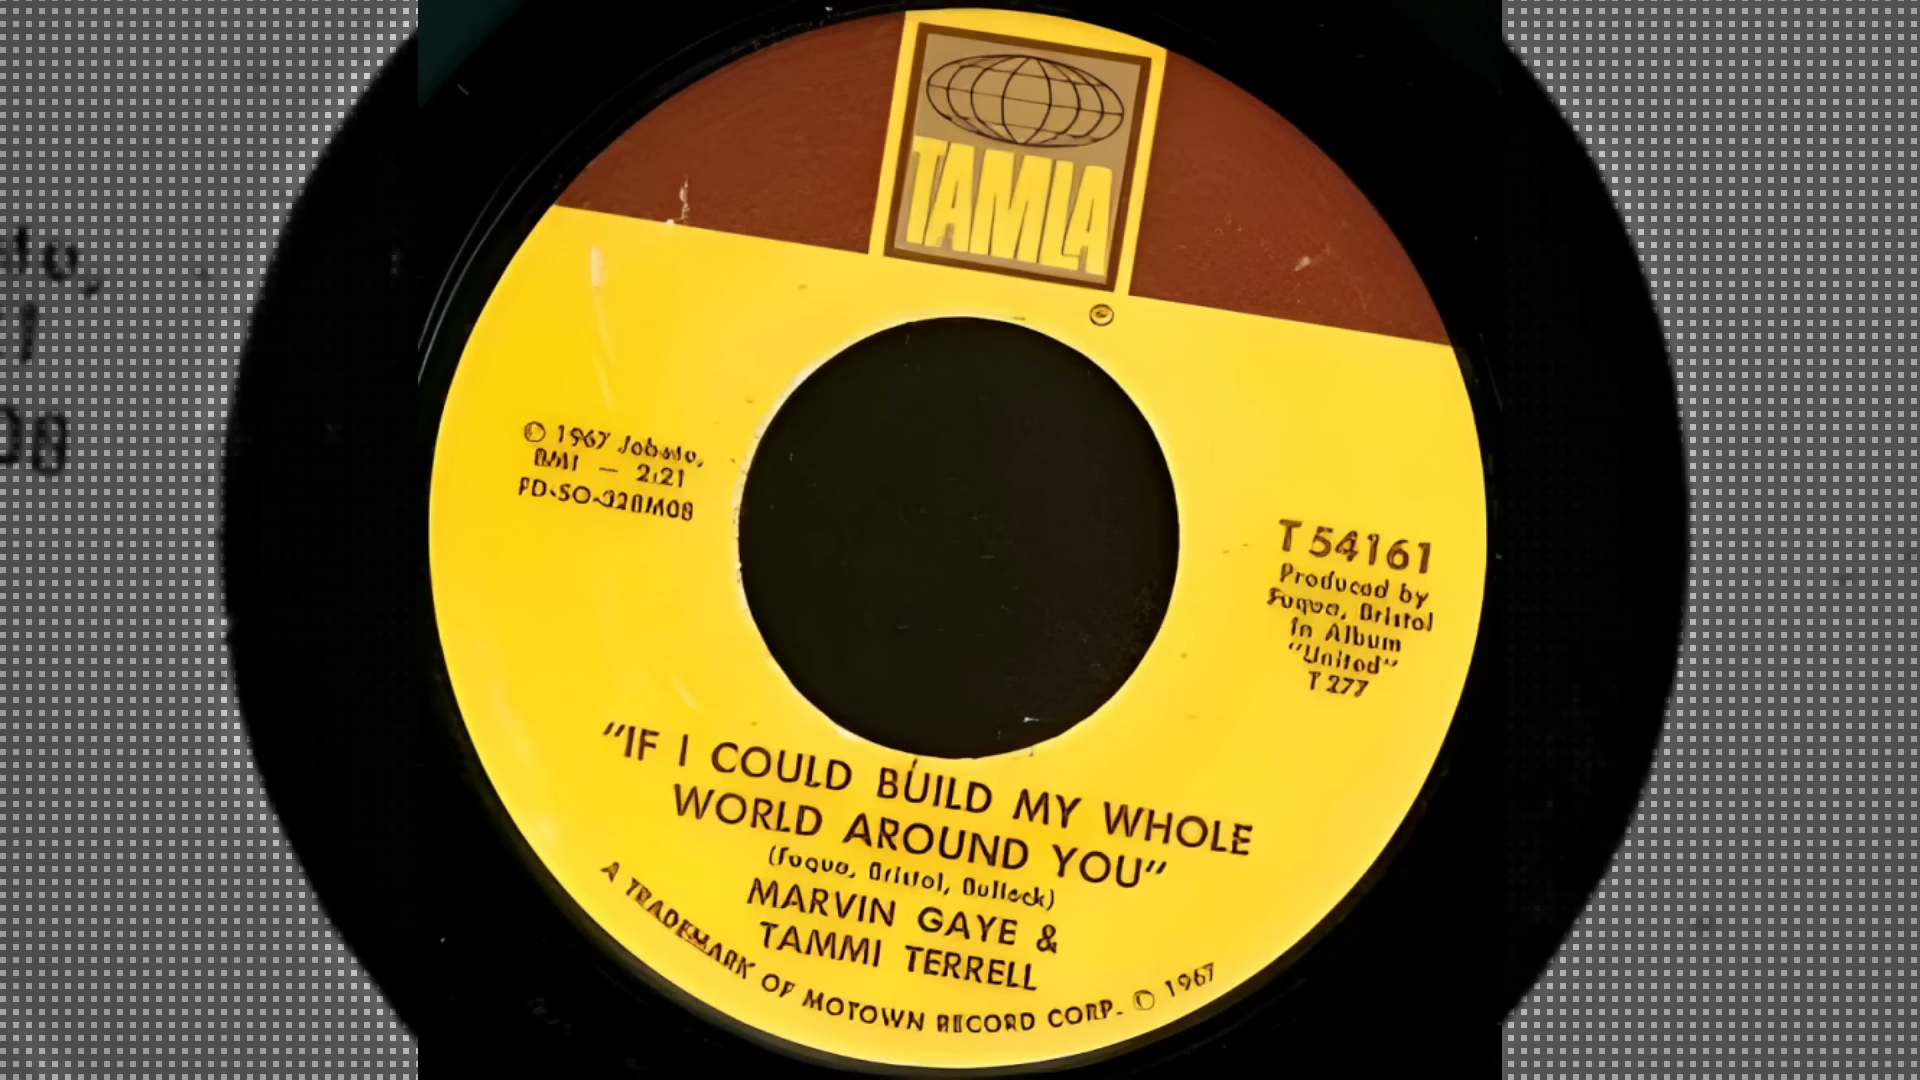 TAMLA
© 1967 Jobete,
BMI — 2:21
T 54161
Produced by
Fuqua, Bristol
in Album
"United"
T 277
"IF I COULD BUILD MY WHOLE
WORLD AROUND YOU"
(Fuqua, Bristol, Bullock)
MARVIN GAYE &
TAMMI TERRELL
A TRADEMARK OF MOTOWN RECORD CORP. © 1967